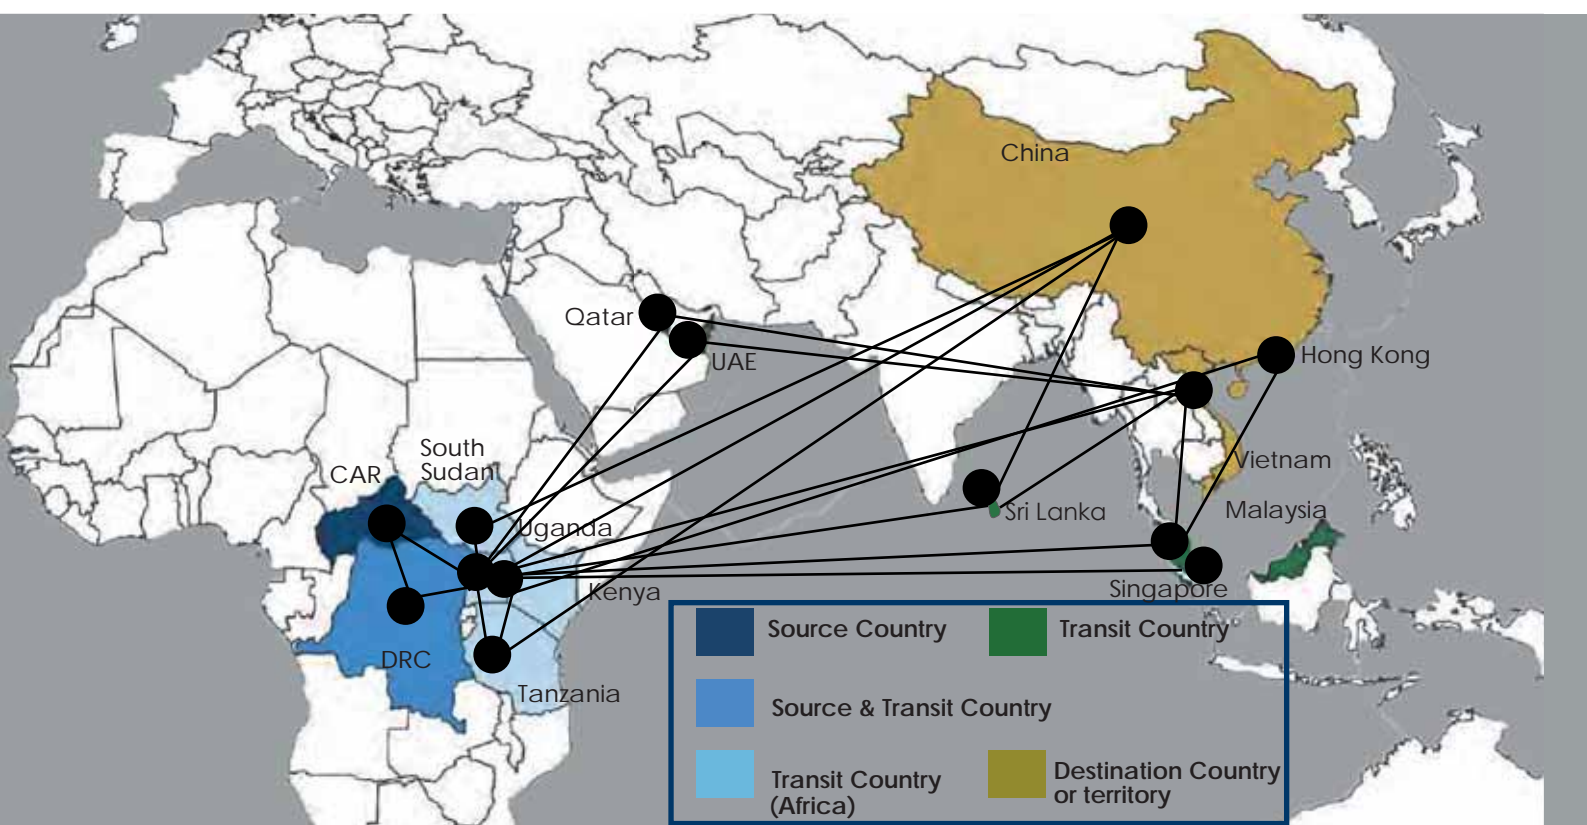 China
Qatar
UAE
Hong Kong
South
Sudan
CAR
Vietnam
Sri Lanka
Malaysia
Uganda
Kenya
Singapore
DRC
Tanzania
Source Country
Transit Country
Source & Transit Country
Transit Country
(Africa)
Destination Country
or territory